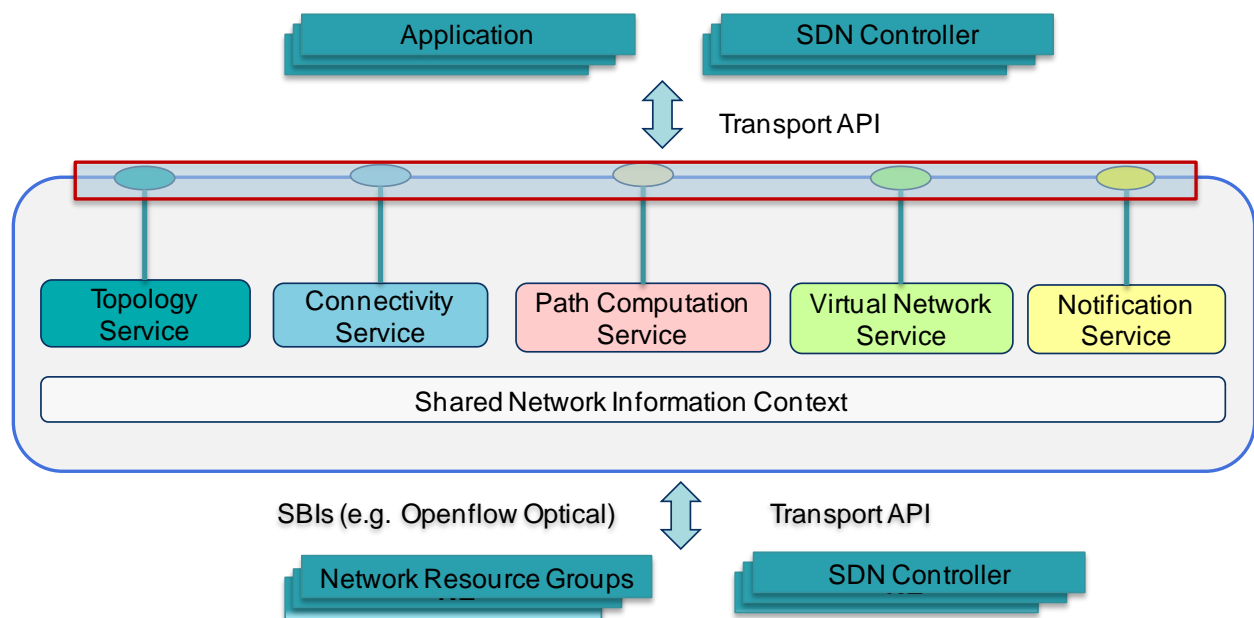 Application
SDN Controller
Transport API
Topology
Service
Connectivity
Service
Path Computation
Service
Virtual Network
Service
Notification
Service
Shared Network Information Context
SBIs (e.g. Openflow Optical)
Transport API
Network Resource Groups
SDN Controller